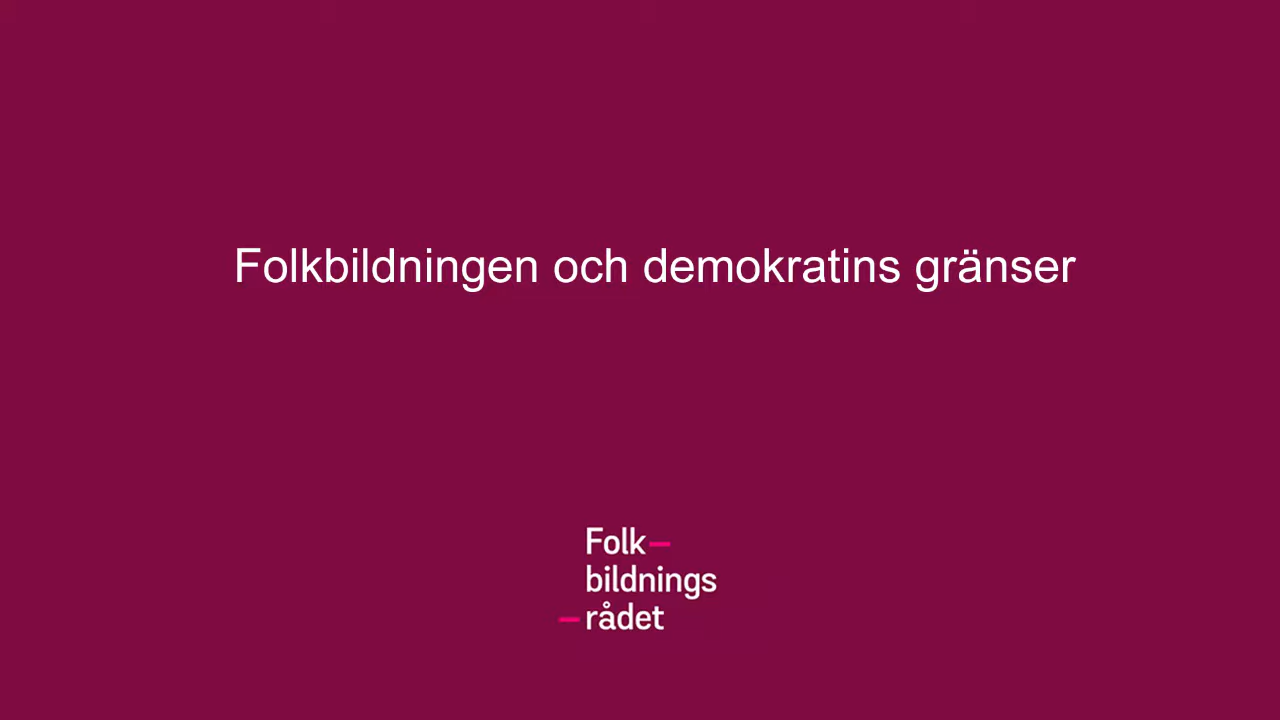 Folkbildningen och demokratins gränser
Folk–
bildnings
–rådet